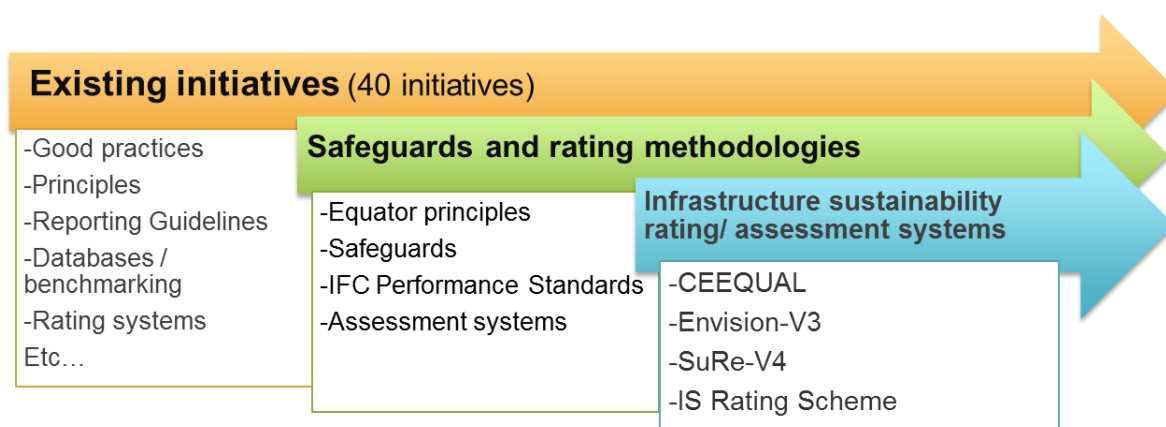 Existing initiatives (40 initiatives)
-Good practices
-Principles
-Reporting Guidelines
-Databases /
benchmarking
-Rating systems
Etc…
Safeguards and rating methodologies
-Equator principles
-Safeguards
-IFC Performance Standards
-Assessment systems
Infrastructure sustainability
rating/ assessment systems
-CEEQUAL
-Envision-V3
-SuRe-V4
-IS Rating Scheme